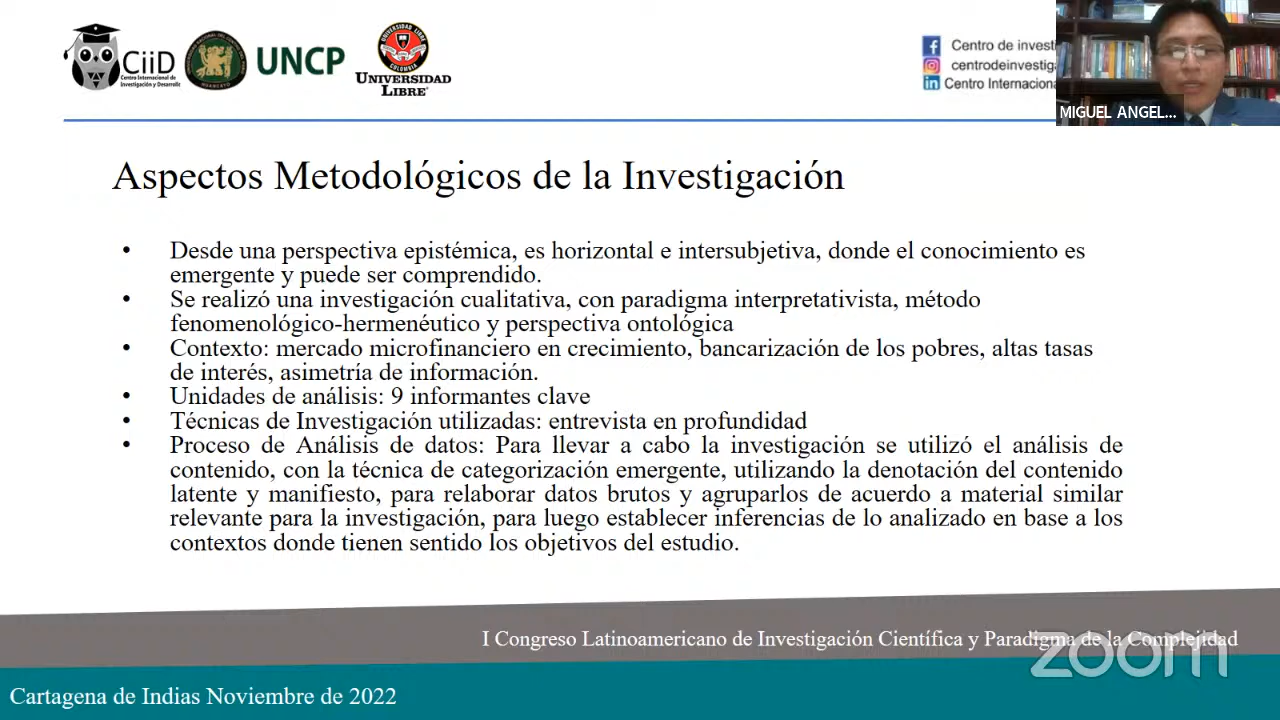 CiiD
Centro Internacional de
Investigación y Desarrollo
UNCP
UNIVERSIDAD LIBRE
COLOMBIA
UNIVERSIDAD
LIBRE
Centro de investi
centrodeinvestiga
Centro Internaciona
MIGUEL ANGEL...
Aspectos Metodológicos de la Investigación
• Desde una perspectiva epistémica, es horizontal e intersubjetiva, donde el conocimiento es
emergente y puede ser comprendido.
• Se realizó una investigación cualitativa, con paradigma interpretativista, método
fenomenológico-hermenéutico y perspectiva ontológica
• Contexto: mercado microfinanciero en crecimiento, bancarización de los pobres, altas tasas
de interés, asimetría de información.
• Unidades de análisis: 9 informantes clave
• Técnicas de Investigación utilizadas: entrevista en profundidad
• Proceso de Análisis de datos: Para llevar a cabo la investigación se utilizó el análisis de
contenido, con la técnica de categorización emergente, utilizando la denotación del contenido
latente y manifiesto, para relaborar datos brutos y agruparlos de acuerdo a material similar
relevante para la investigación, para luego establecer inferencias de lo analizado en base a los
contextos donde tienen sentido los objetivos del estudio.
I Congreso Latinoamericano de Investigación Científica y Paradigma de la Complejidad
zoom
Cartagena de Indias Noviembre de 2022